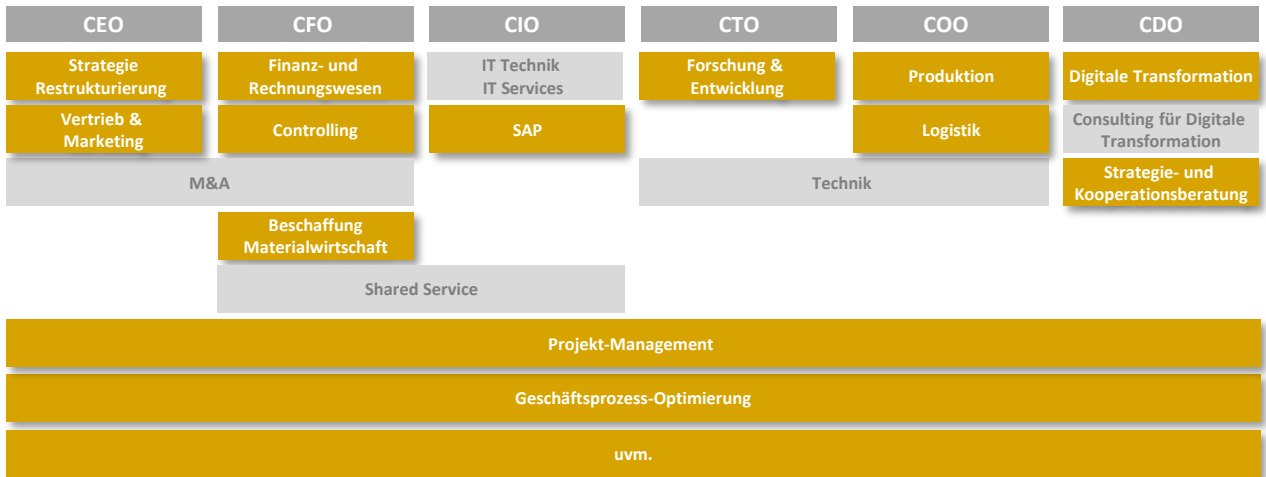 CEO
CFO
CIO
CTO
COO
CDO
Strategie
Restrukturierung
Finanz- und
Rechnungswesen
IT Technik
IT Services
Forschung &
Entwicklung
Produktion
Digitale Transformation
Vertrieb &
Marketing
Controlling
SAP
Logistik
Consulting für Digitale
Transformation
M&A
Technik
Strategie- und
Kooperationsberatung
Beschaffung
Materialwirtschaft
Shared Service
Projekt-Management
Geschäftsprozess-Optimierung
uvm.